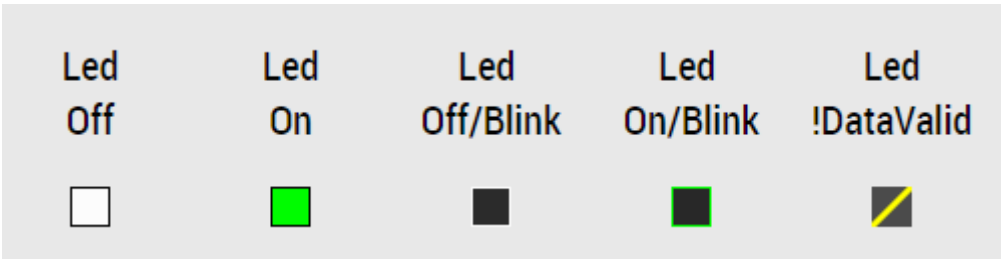 Led Led Led Led Led
Off On Off/Blink On/Blink !DataValid